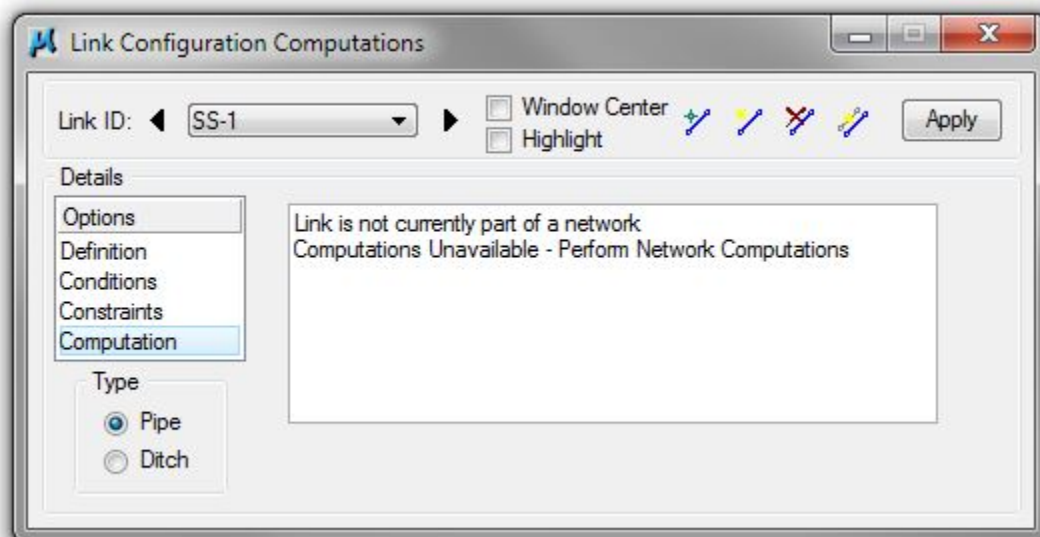 Link Configuration Computations
Link ID:
SS-1
Window Center
Highlight
Apply
Details
Options
Definition
Conditions
Constraints
Computation
Link is not currently part of a network
Computations Unavailable - Perform Network Computations
Type
Pipe
Ditch